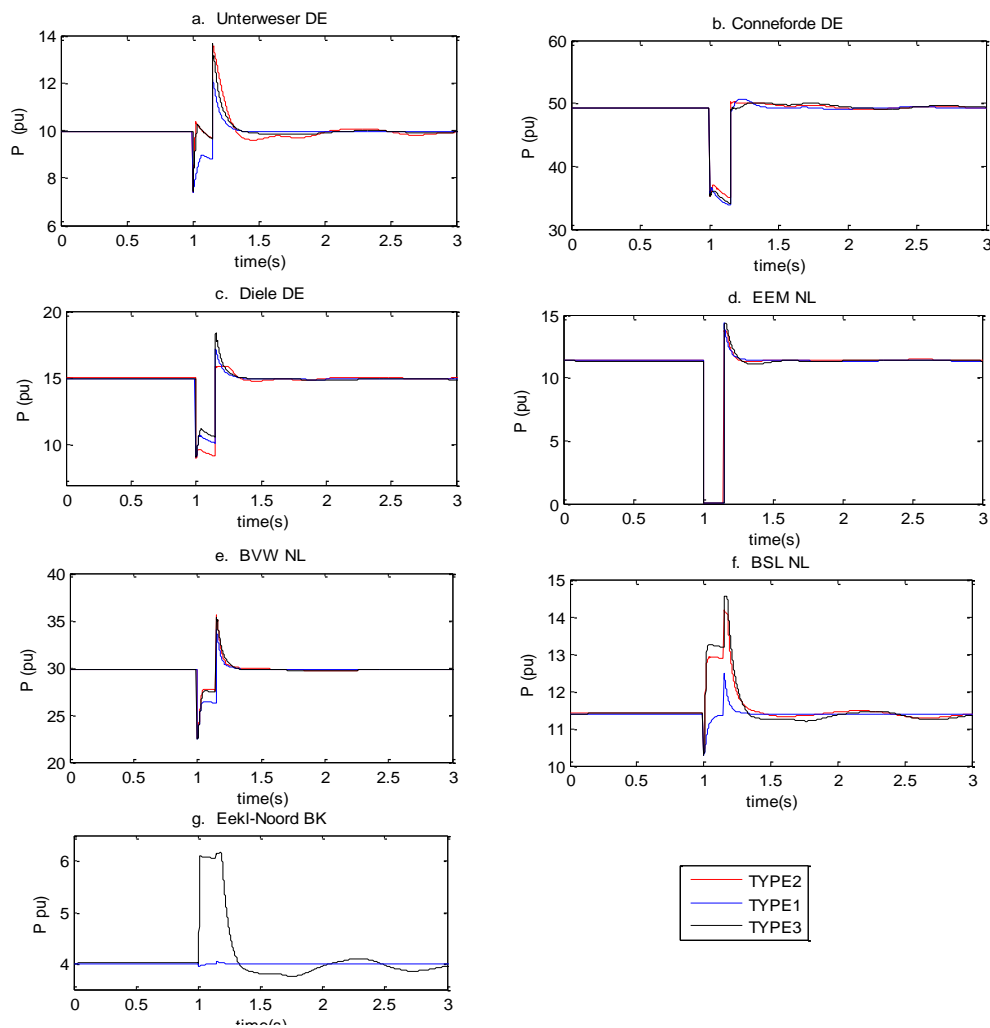 a. Unterweser DE
14
12
10
8
6
P (pu)
0 0.5 1 1.5 2 2.5 3
time(s)
b. Conneforde DE
60
50
40
30
P (pu)
0 0.5 1 1.5 2 2.5 3
time(s)
c. Diele DE
20
15
10
P (pu)
0 0.5 1 1.5 2 2.5 3
time(s)
d. EEM NL
15
10
5
0
P (pu)
0 0.5 1 1.5 2 2.5 3
time(s)
e. BVW NL
40
35
30
25
20
P (pu)
0 0.5 1 1.5 2 2.5 3
time(s)
f. BSL NL
15
14
13
12
11
10
P (pu)
0 0.5 1 1.5 2 2.5 3
time(s)
g. Eekl-Noord BK
6
5
4
P pu)
0 0.5 1 1.5 2 2.5 3
time(s)
TYPE2
TYPE1
TYPE3